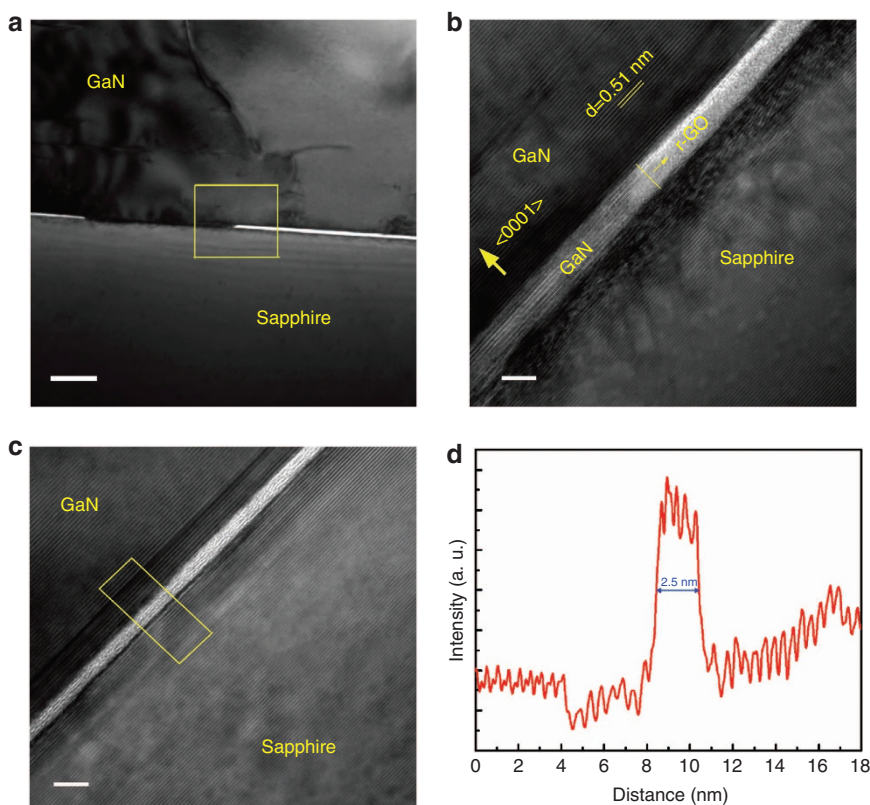 a
GaN
Sapphire
b
d=0.51 nm
GaN
r-GO
<0001>
GaN
Sapphire
c
GaN
Sapphire
d
Intensity (a. u.)
2.5 nm
0 2 4 6 8 10 12 14 16 18
Distance (nm)